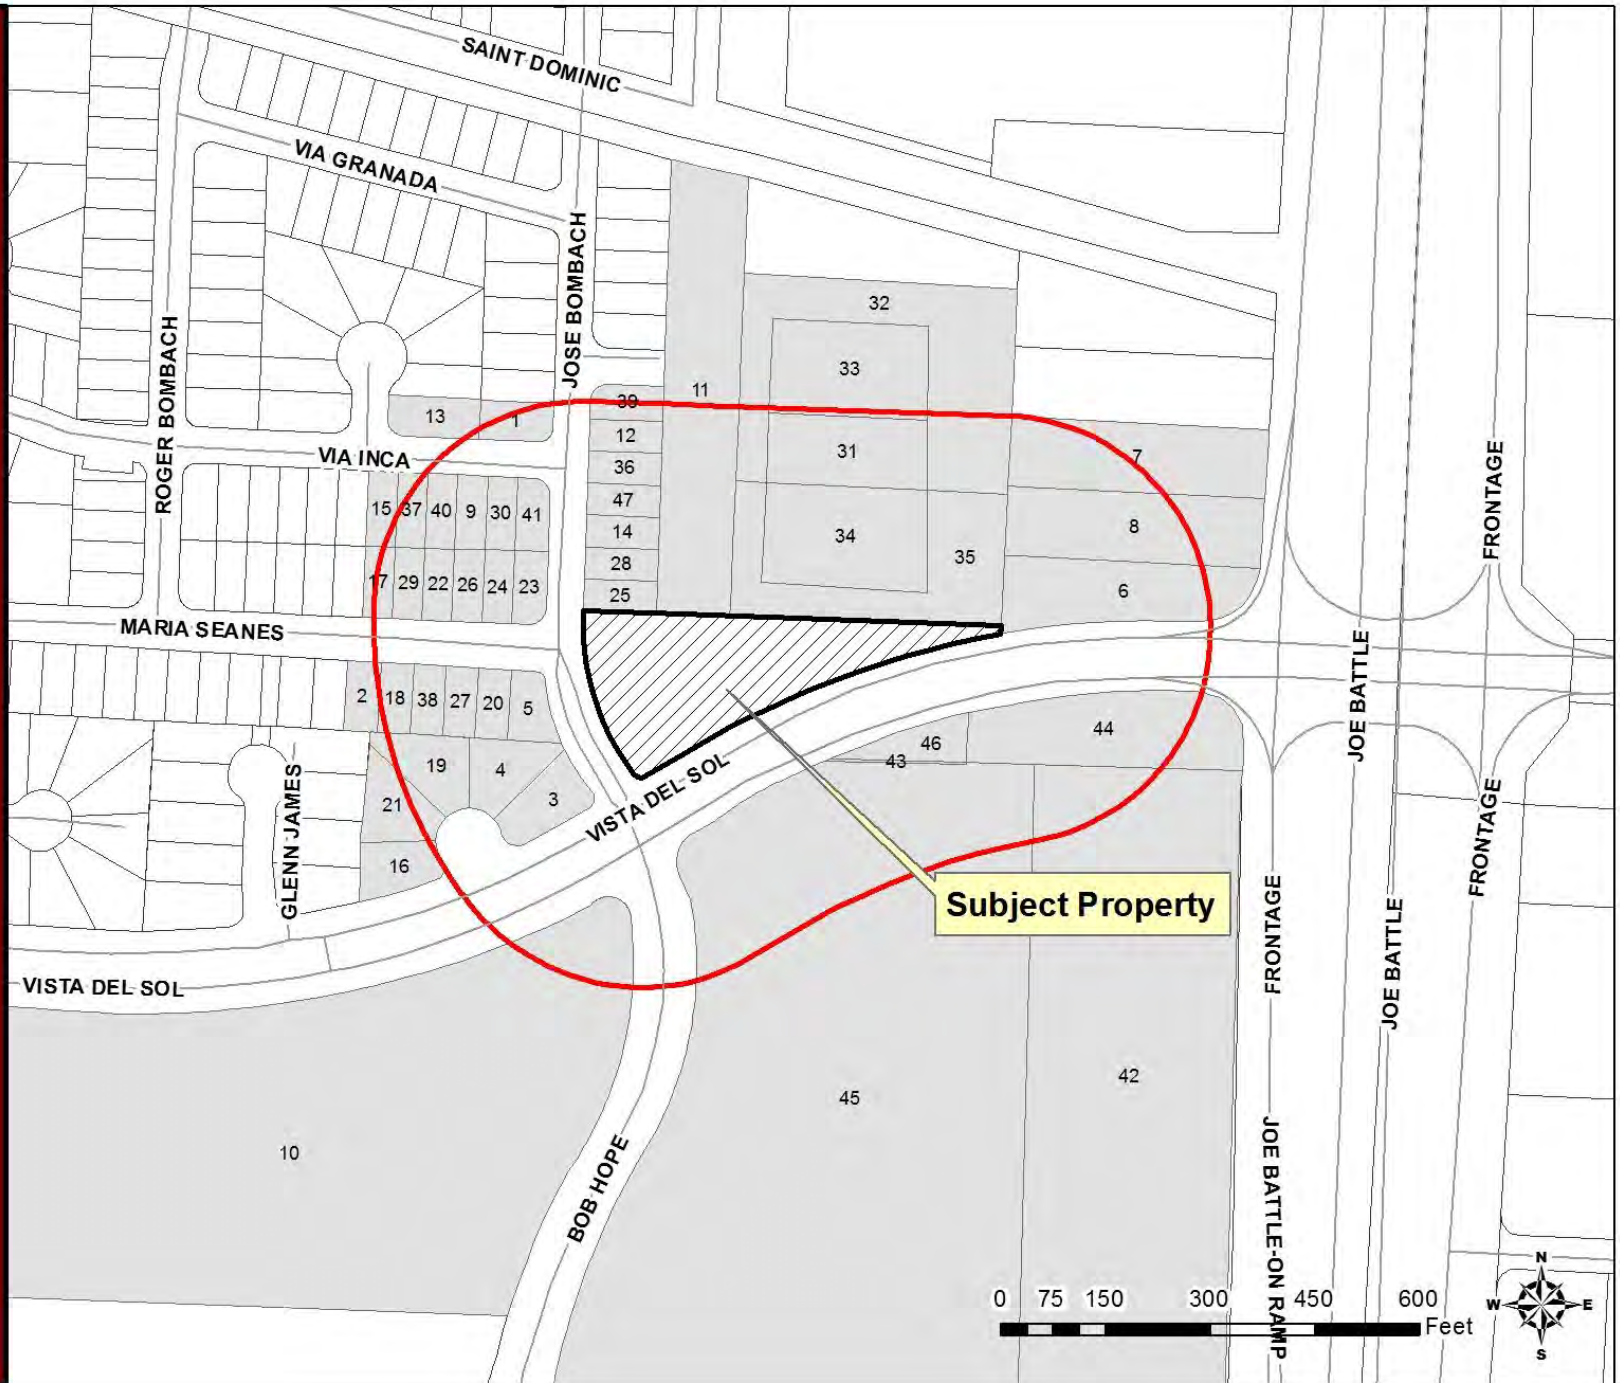 SAINT DOMINIC
VIA GRANADA
JOSE BOMBACH
ROGER BOMBACH
32
33
11
39
13
1
12
31
7
VIA INCA
36
15
37
40
9
30
41
47
8
14
34
35
28
17
29
22
26
24
23
25
6
MARIA SEANES
2
18
38
27
20
5
44
46
43
19
4
21
3
VISTA DEL SOL
16
GLENN JAMES
Subject Property
VISTA DEL SOL
JOE BATTLE
FRONTAGE
FRONTAGE
FRONTAGE
JOE BATTLE
42
45
10
BOB HOPE
JOE BATTLE-ON RAMP
0 75 150 300 450 600
Feet
N
W E
S